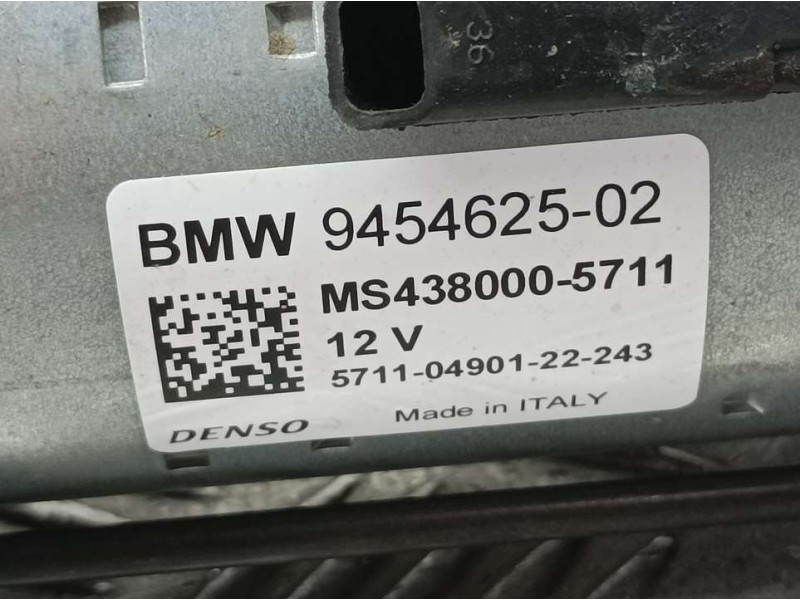 36
BMW 9454625-02
MS438000-5711
12 V
5711-04901-22-243
DENSO Made in ITALY